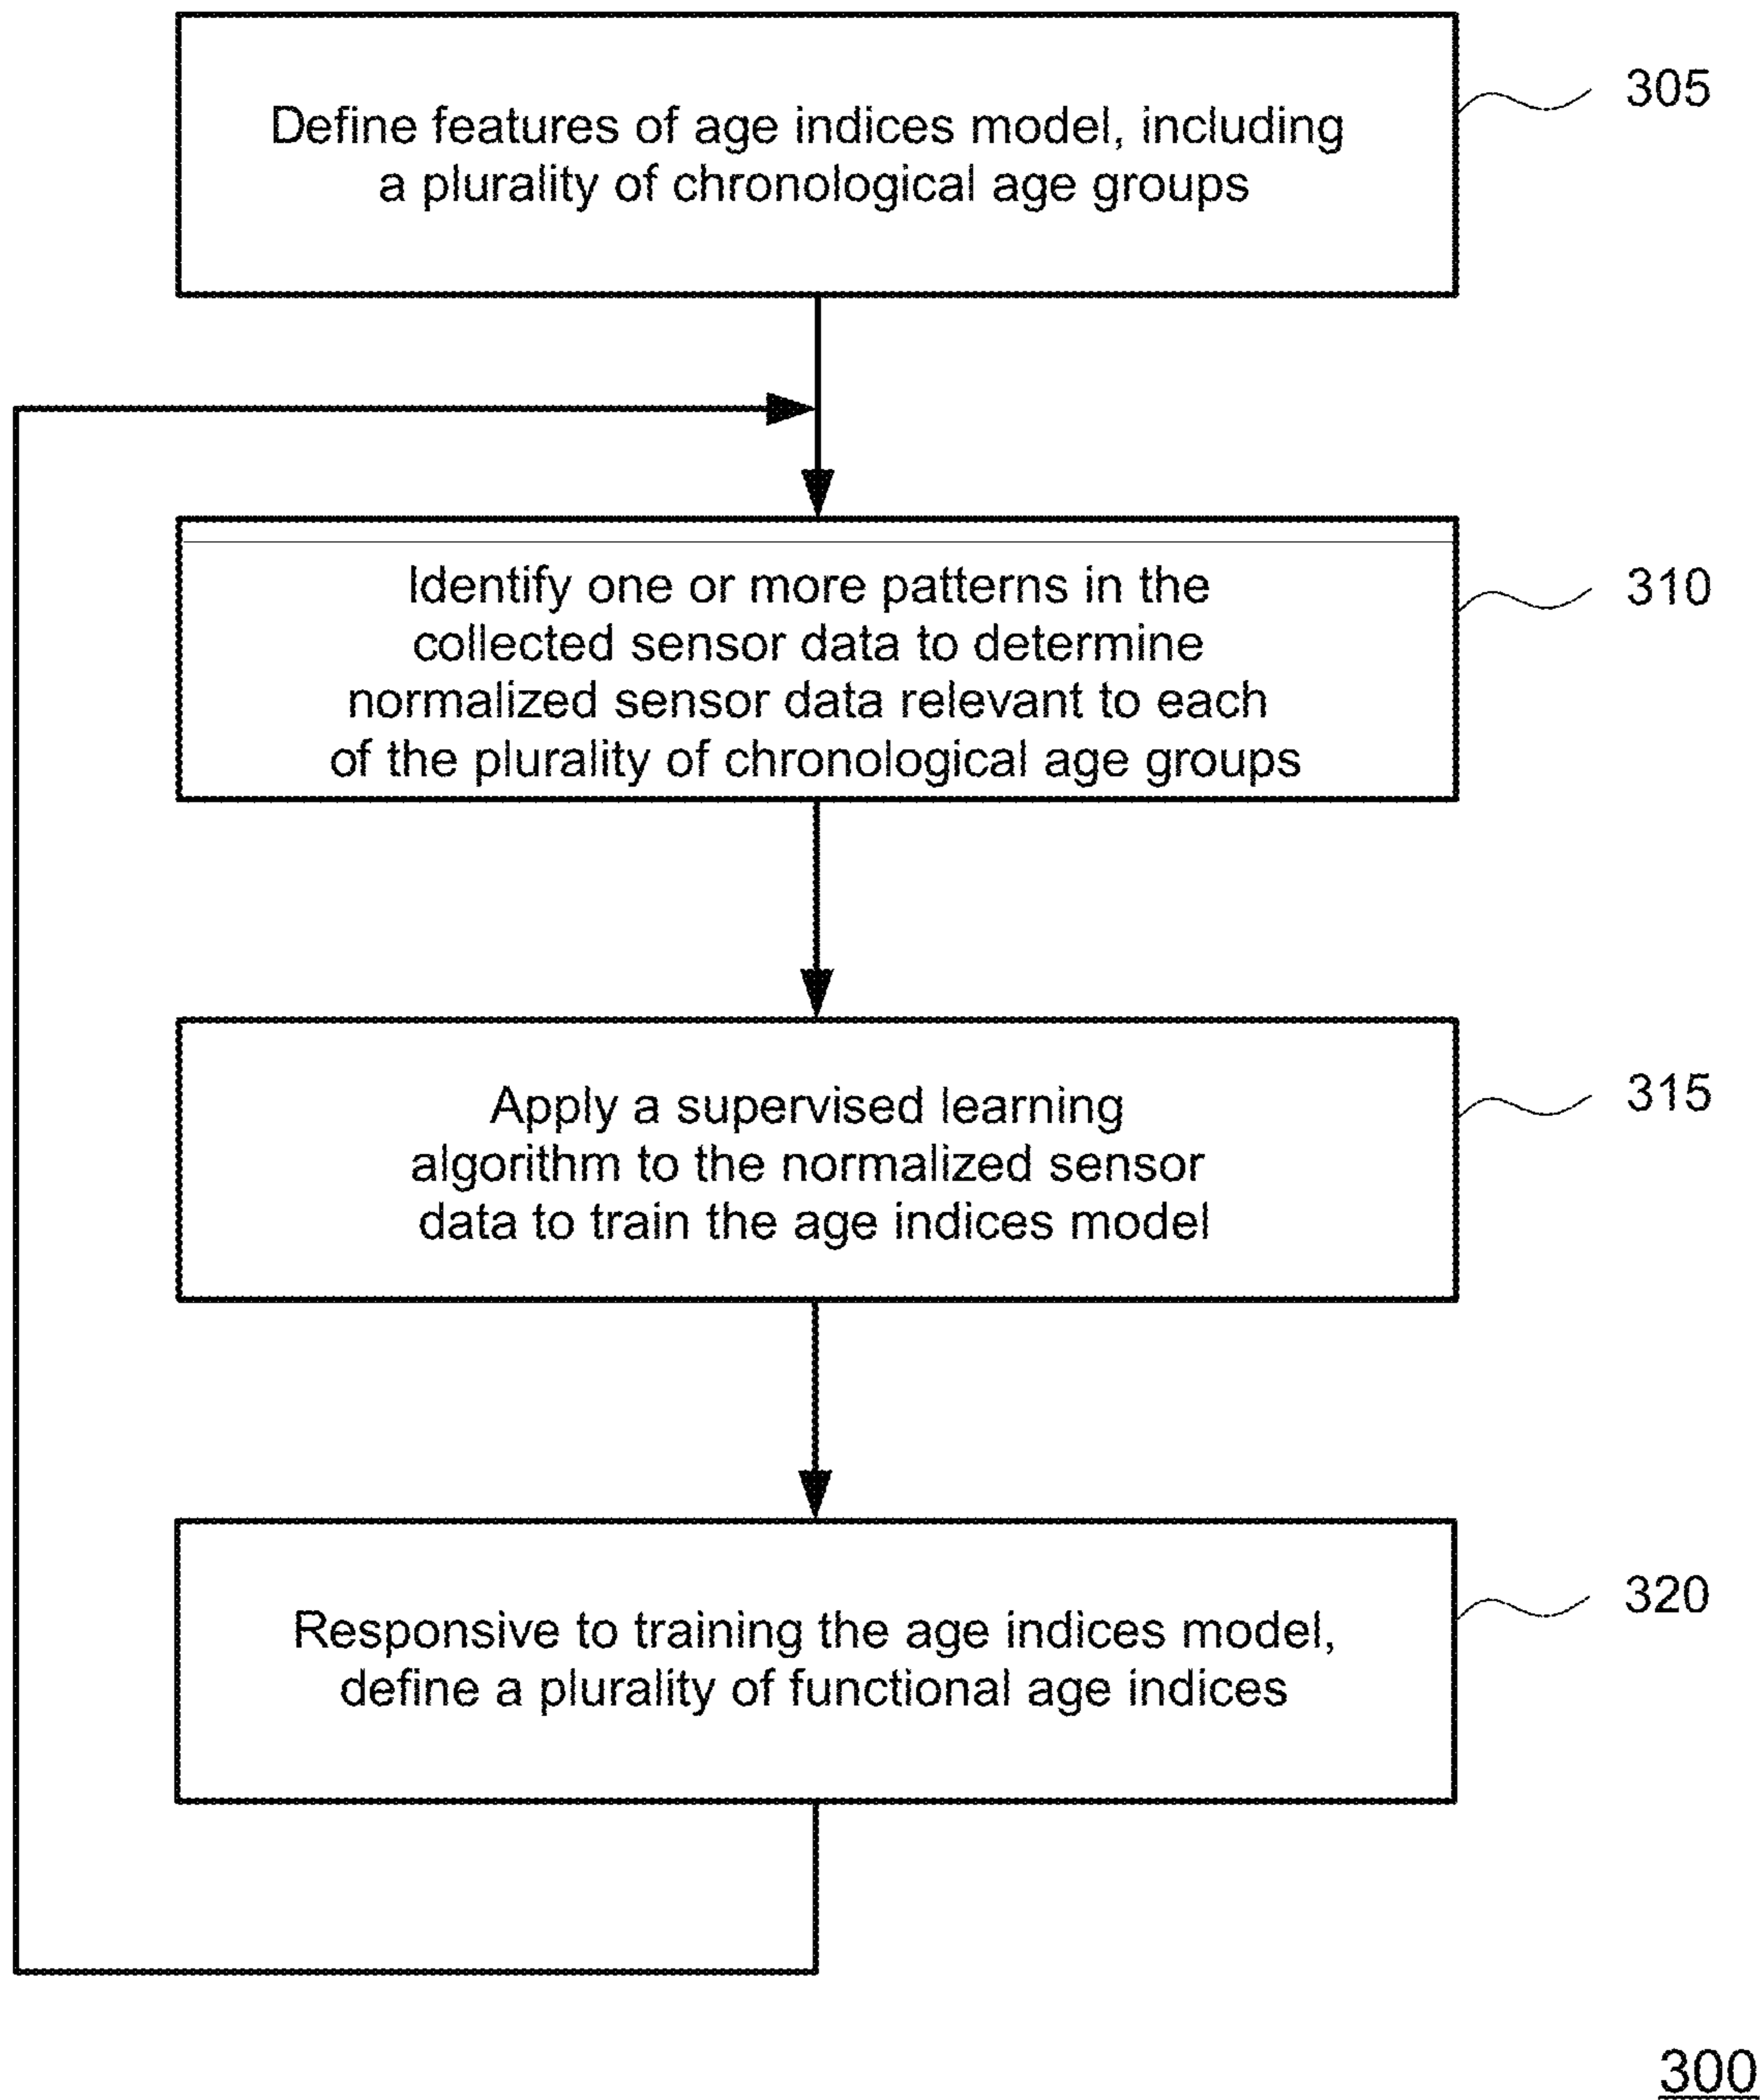 Define features of age indices model, including
a plurality of chronological age groups
305
Identify one or more patterns in the
collected sensor data to determine
normalized sensor data relevant to each
of the plurality of chronological age groups
310
Apply a supervised learning
algorithm to the normalized sensor
data to train the age indices model
315
Responsive to training the age indices model,
define a plurality of functional age indices
320
300